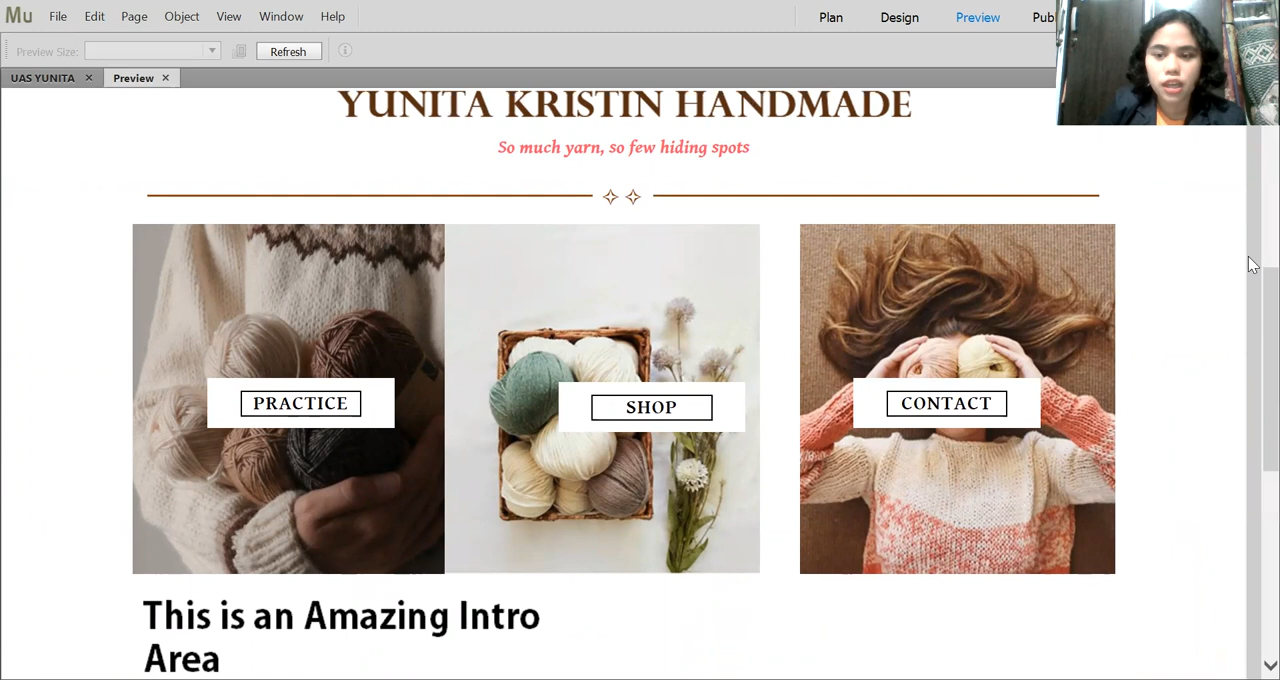 Mu File Edit Page Object View Window Help Plan Design Preview
Preview Size: Refresh
UAS YUNITA Preview
YUNITA KRISTIN HANDMADE
So much yarn, so few hiding spots
PRACTICE
SHOP
CONTACT
This is an Amazing Intro
Area